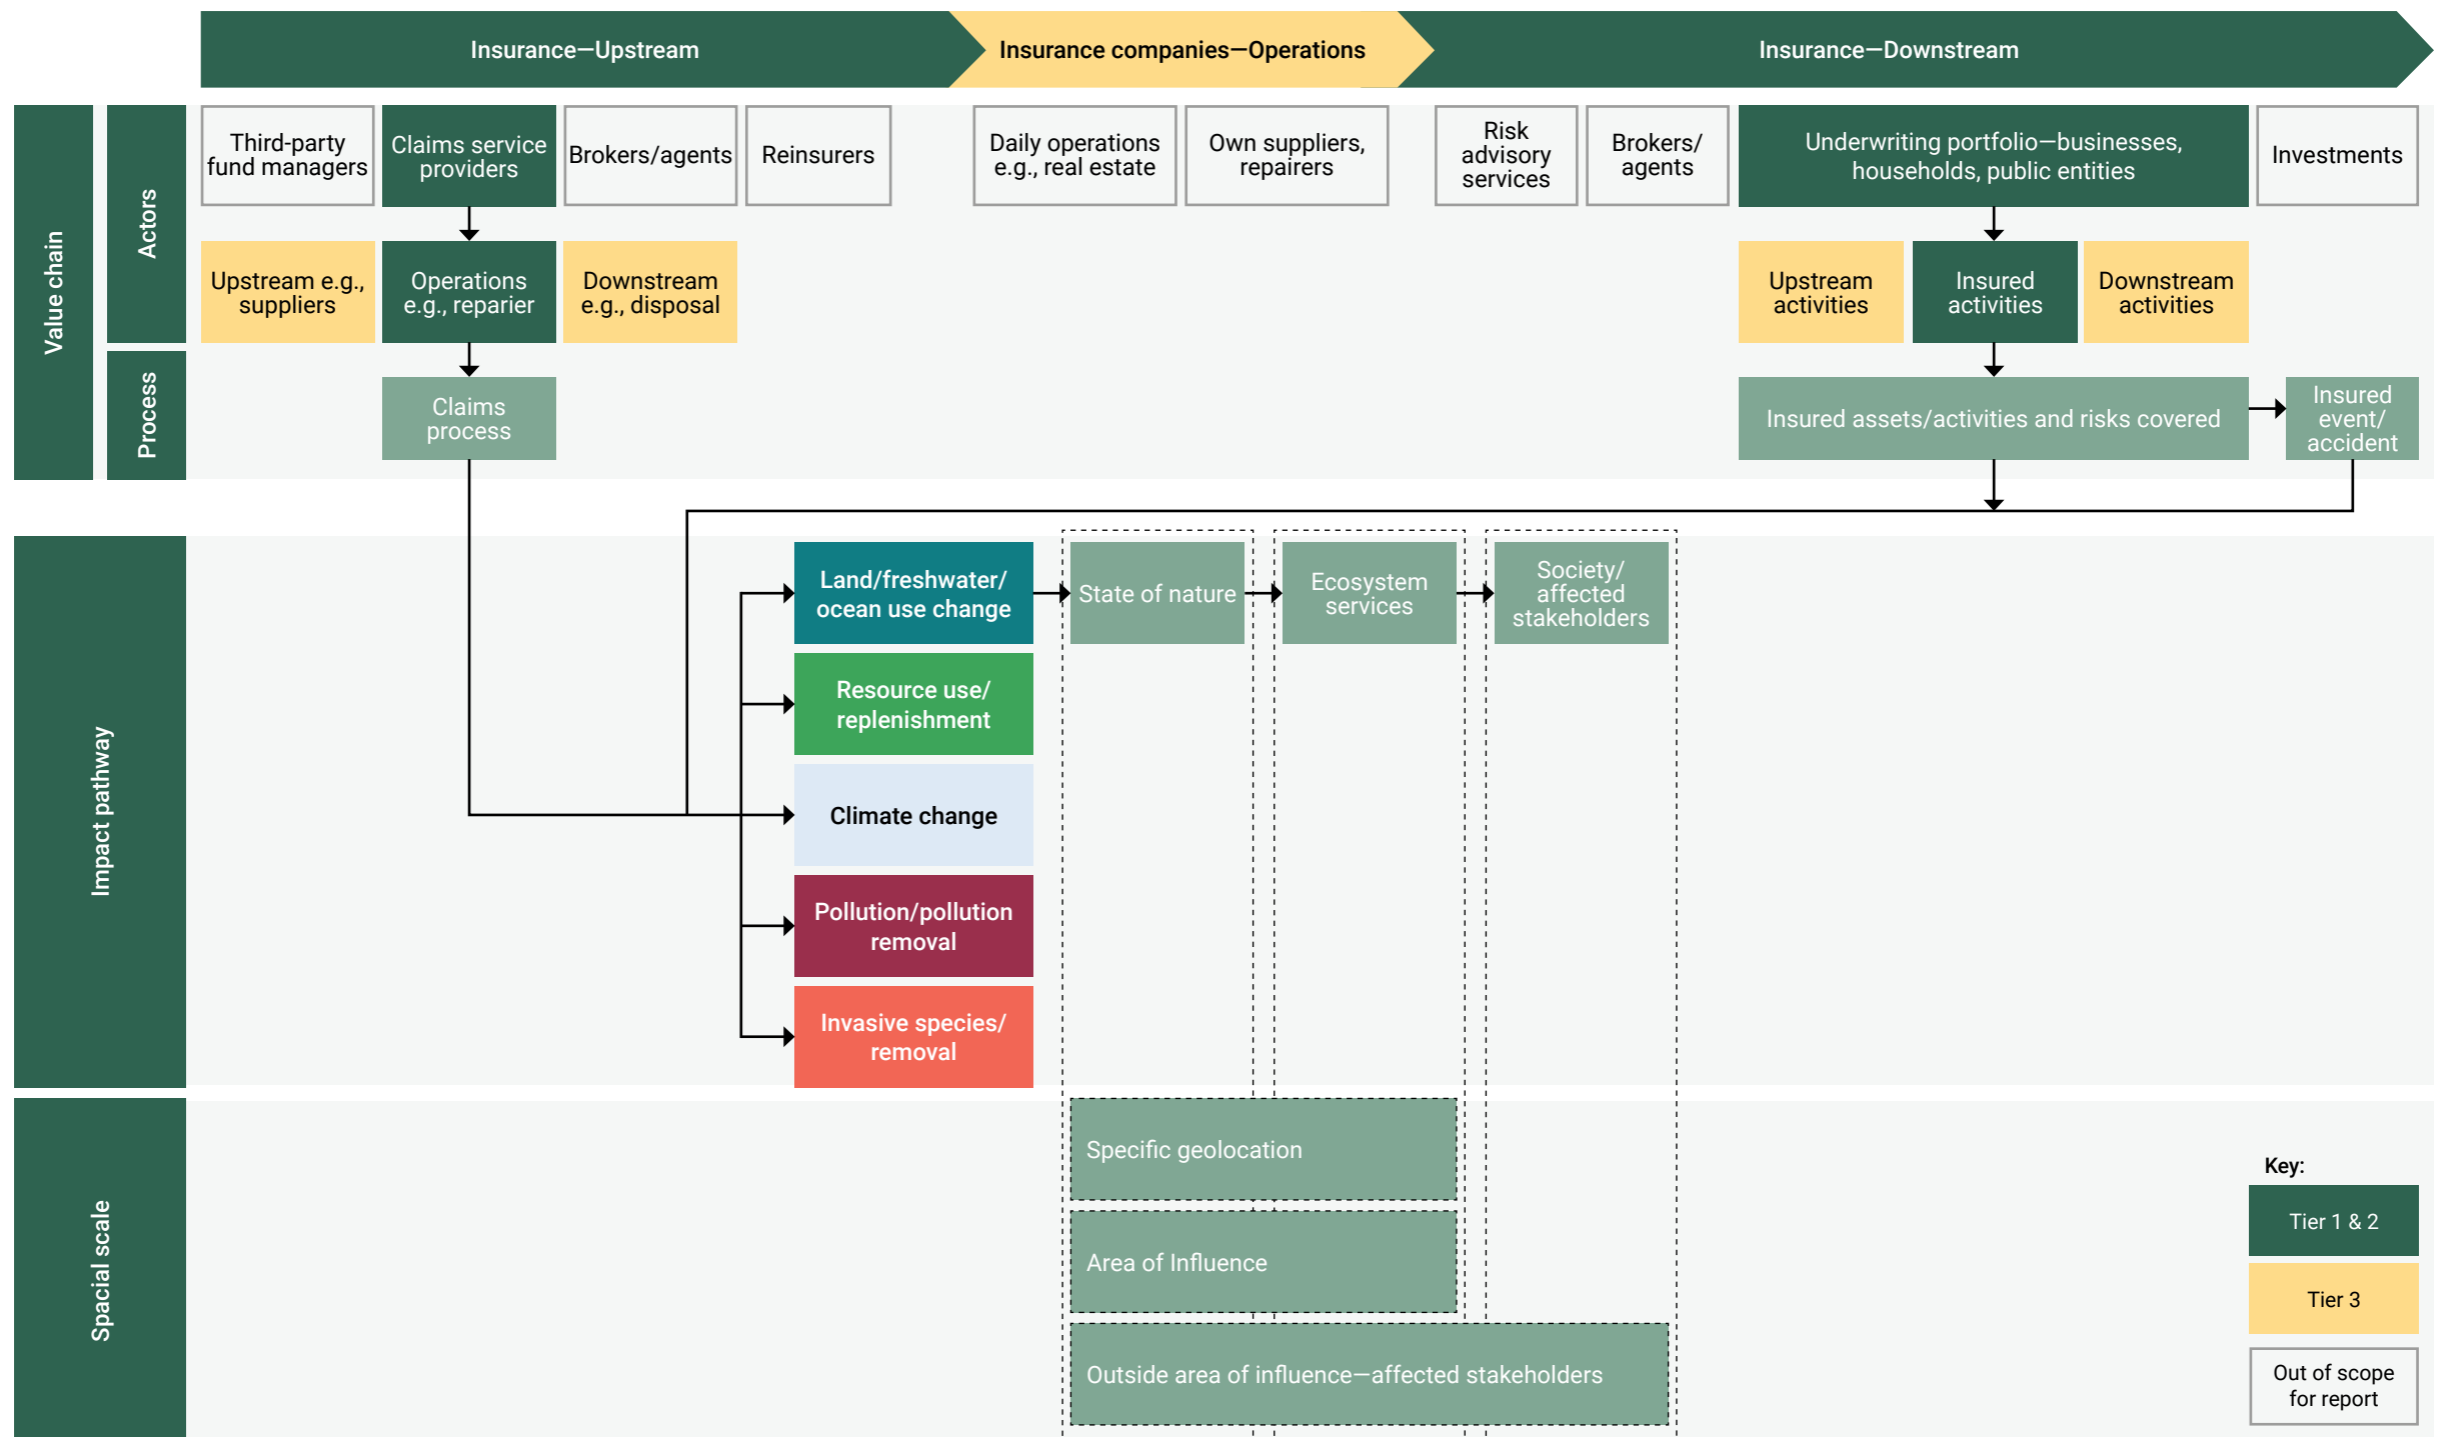 Insurance—Upstream
Insurance companies—Operations
Insurance—Downstream
Value chain
Actors
Third-party
fund managers
Claims service
providers
Brokers/agents
Reinsurers
Daily operations
e.g., real estate
Own suppliers,
repairers
Risk
advisory
services
Brokers/
agents
Underwriting portfolio—businesses,
households, public entities
Investments
Upstream e.g.,
suppliers
Operations
e.g., reparier
Downstream
e.g., disposal
Upstream
activities
Insured
activities
Downstream
activities
Process
Claims
process
Insured assets/activities and risks covered
Insured
event/
accident
Impact pathway
Land/freshwater/
ocean use change
State of nature
Ecosystem
services
Society/
affected
stakeholders
Resource use/
replenishment
Climate change
Pollution/pollution
removal
Invasive species/
removal
Spacial scale
Specific geolocation
Area of Influence
Outside area of influence—affected stakeholders
Key:
Tier 1 & 2
Tier 3
Out of scope
for report